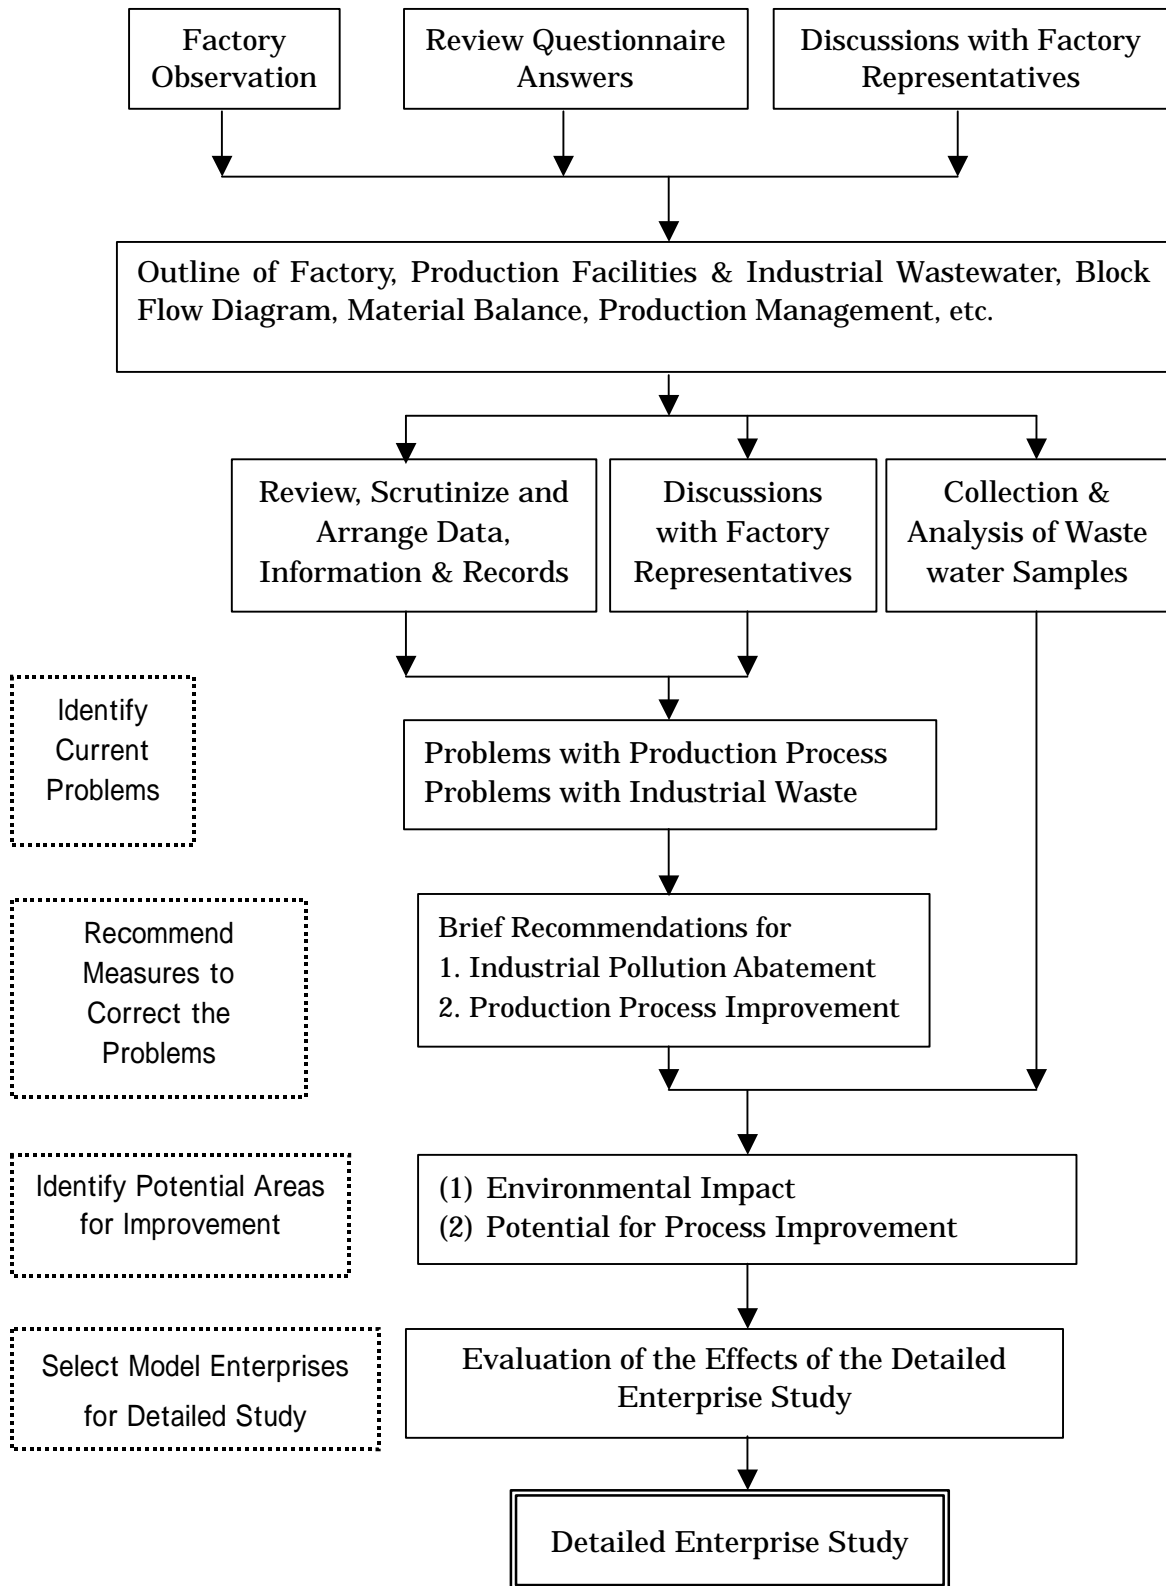 Factory
Observation
Review Questionnaire
Answers
Discussions with Factory
Representatives
Outline of Factory, Production Facilities & Industrial Wastewater, Block
Flow Diagram, Material Balance, Production Management, etc.
Review, Scrutinize and
Arrange Data,
Information & Records
Discussions
with Factory
Representatives
Collection &
Analysis of Waste
water Samples
Identify
Current
Problems
Problems with Production Process
Problems with Industrial Waste
Recommend
Measures to
Correct the
Problems
Brief Recommendations for
1. Industrial Pollution Abatement
2. Production Process Improvement
Identify Potential Areas
for Improvement
(1) Environmental Impact
(2) Potential for Process Improvement
Select Model Enterprises
for Detailed Study
Evaluation of the Effects of the Detailed
Enterprise Study
Detailed Enterprise Study